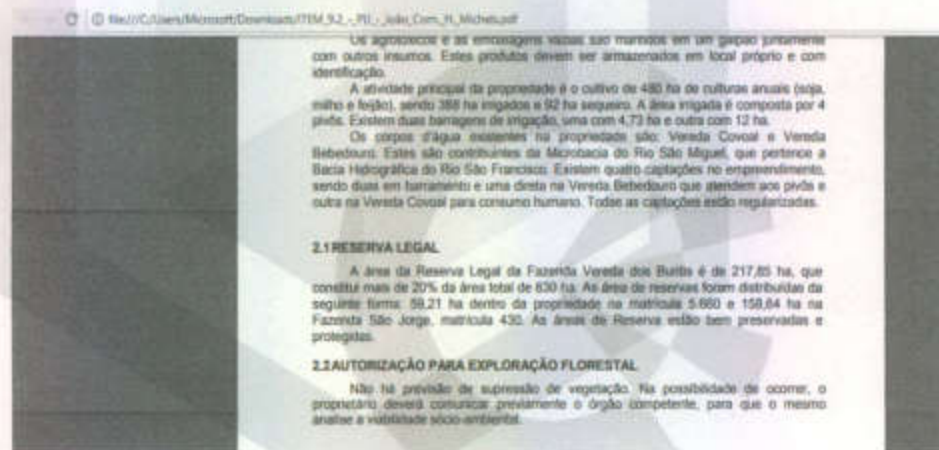 file:///C:/Users/Microsoft/Downloads/ITEM_9.2_-_PU_-_João_Com_H_Michels.pdf
Os agrotóxicos e as embalagens vazias são mantidos em um galpão juntamente
com outros insumos. Estes produtos devem ser armazenados em local próprio e com
identificação.
A atividade principal da propriedade é o cultivo de 480 ha de culturas anuais (soja,
milho e feijão), sendo 388 ha irrigados e 92 ha sequeiro. A área irrigada é composta por 4
pivôs. Existem duas barragens de irrigação, uma com 4,73 ha e outra com 12 ha.
Os corpos d'água existentes na propriedade são: Vereda Covoal e Vereda
Bebedouro. Estes são contribuintes da Microbacia do Rio São Miguel, que pertence a
Bacia Hidrográfica do Rio São Francisco. Existem quatro captações no empreendimento,
sendo duas em barramento e uma direta na Vereda Bebedouro que atendem aos pivôs e
outra na Vereda Covoal para consumo humano. Todas as captações estão regularizadas.
2.1 RESERVA LEGAL
A área da Reserva Legal da Fazenda Vereda dos Buritis é de 217,85 ha, que
constitui mais de 20% da área total de 830 ha. As área de reservas foram distribuídas da
seguinte forma: 59,21 ha dentro da propriedade na matrícula 5.660 e 158,64 ha na
Fazenda São Jorge, matrícula 430. As áreas de Reserva estão bem preservadas e
protegidas.
2.2 AUTORIZAÇÃO PARA EXPLORAÇÃO FLORESTAL
Não há previsão de supressão de vegetação. Na possibilidade de ocorrer, o
proprietário deverá comunicar previamente o órgão competente, para que o mesmo
analise a viabilidade sócio-ambiental.